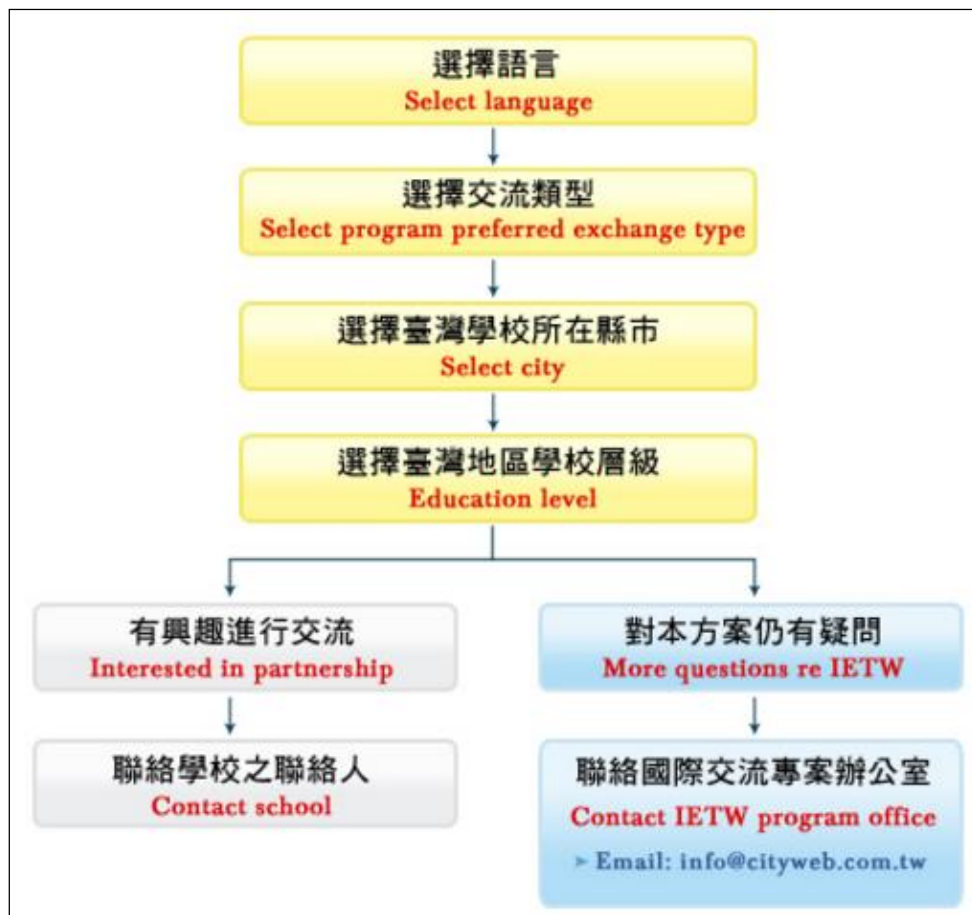 選擇語言
Select language
選擇交流類型
Select program preferred exchange type
選擇臺灣學校所在縣市
Select city
選擇臺灣地區學校層級
Education level
有興趣進行交流
Interested in partnership
聯絡學校之聯絡人
Contact school
對本方案仍有疑問
More questions re IETW
聯絡國際交流專案辦公室
Contact IETW program office
➤ Email: info@cityweb.com.tw